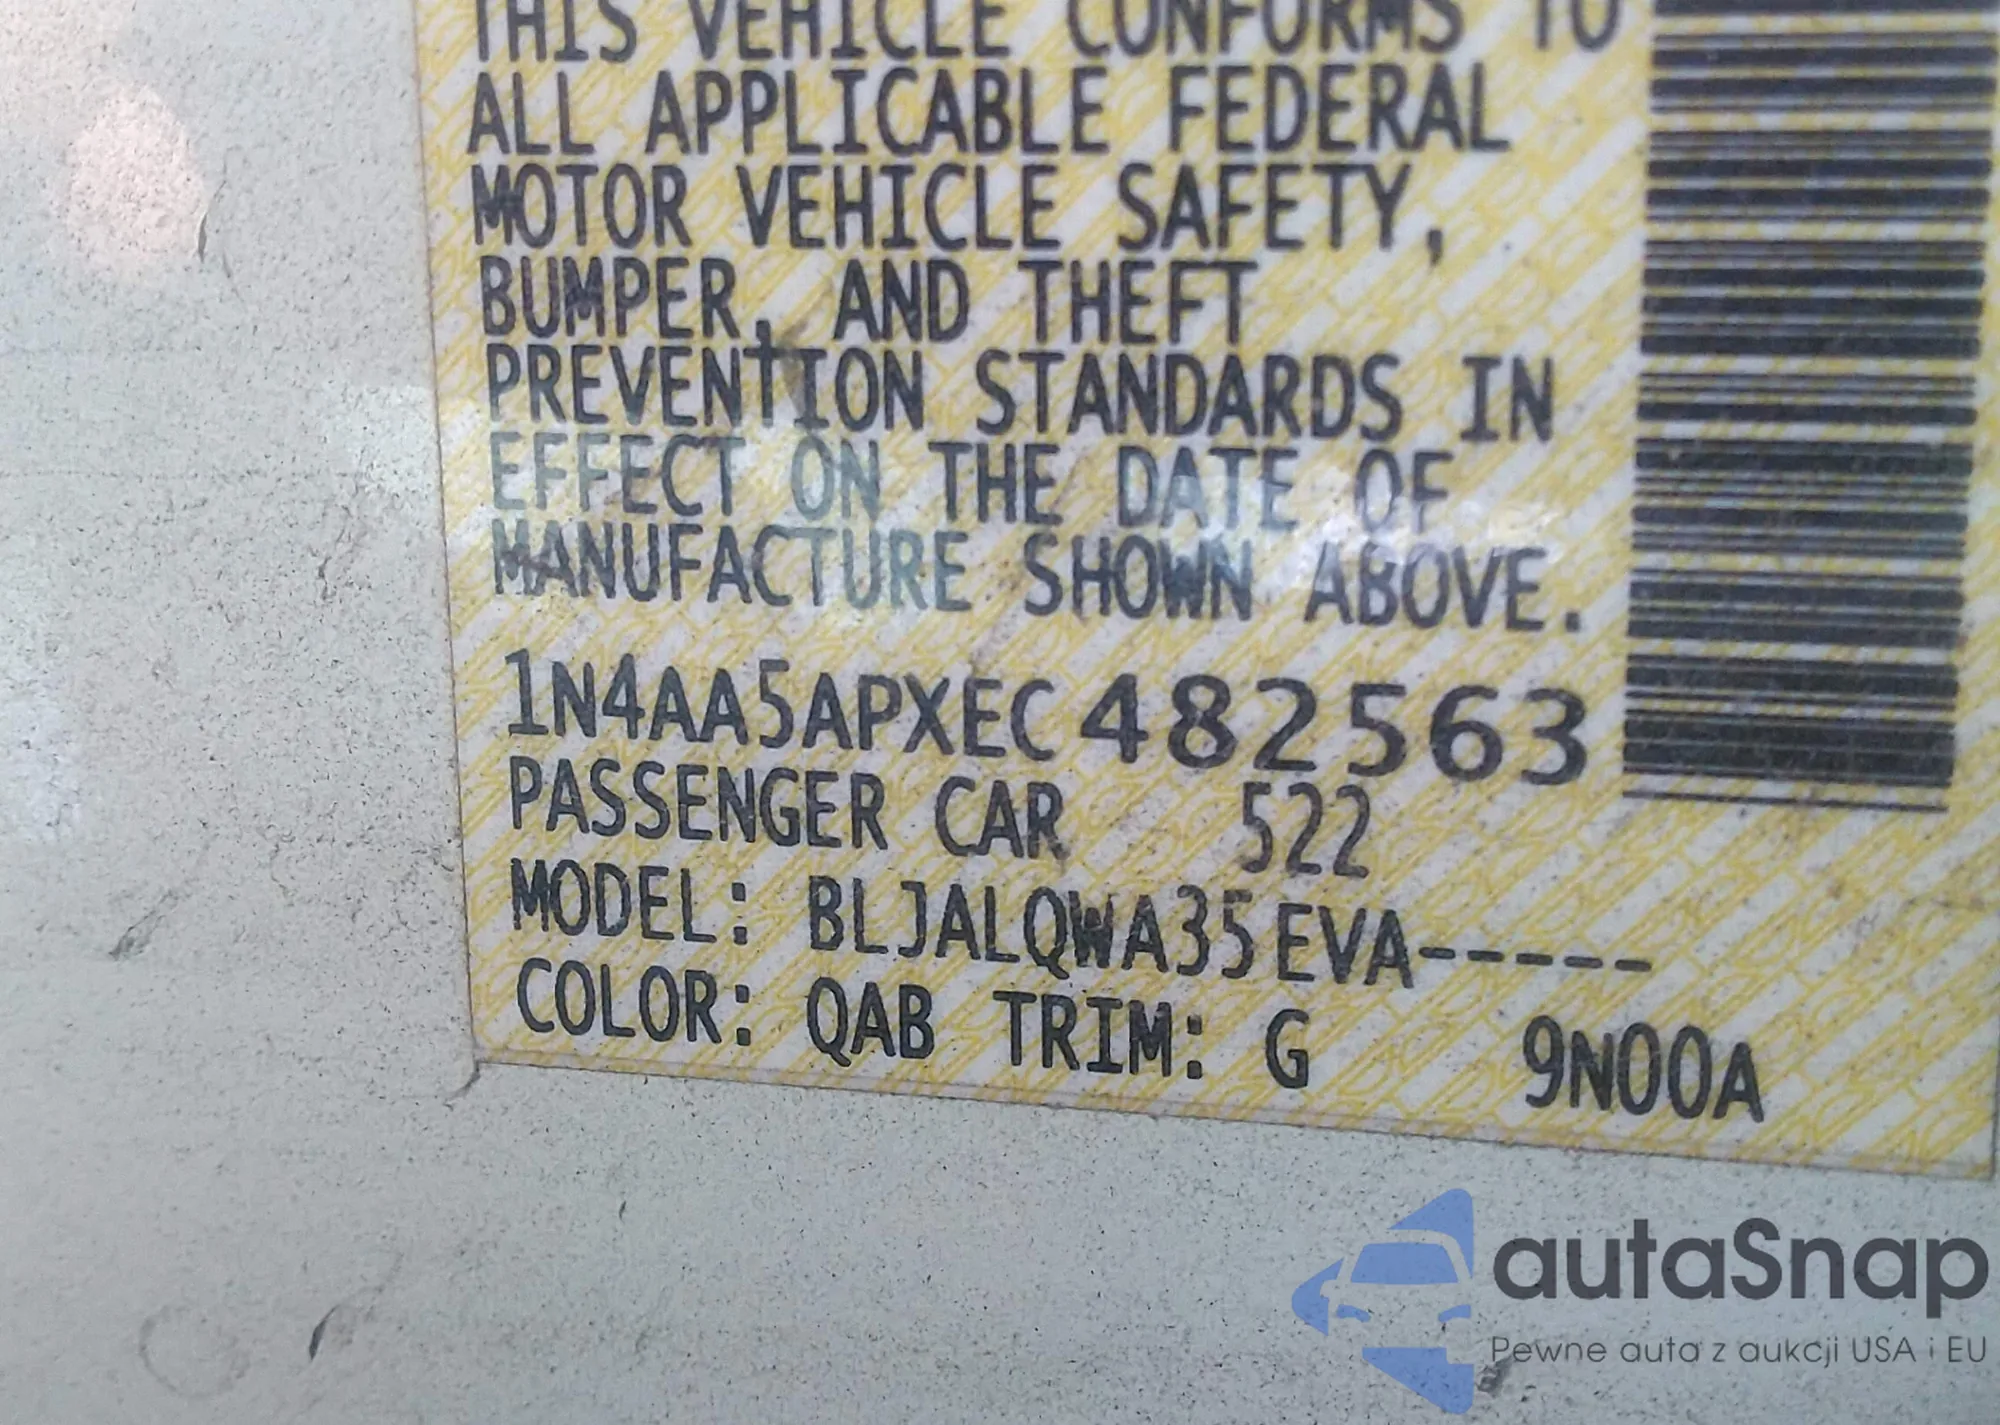 THIS VEHICLE CONFORMS TO
ALL APPLICABLE FEDERAL
MOTOR VEHICLE SAFETY,
BUMPER, AND THEFT
PREVENTION STANDARDS IN
EFFECT ON THE DATE OF
MANUFACTURE SHOWN ABOVE.
1N4AA5APXEC482563
PASSENGER CAR 522
MODEL: BLJALQWA35EVA-----
COLOR: QAB TRIM: G 9N00A
autaSnap
Pewne auta z aukcji USA i EU